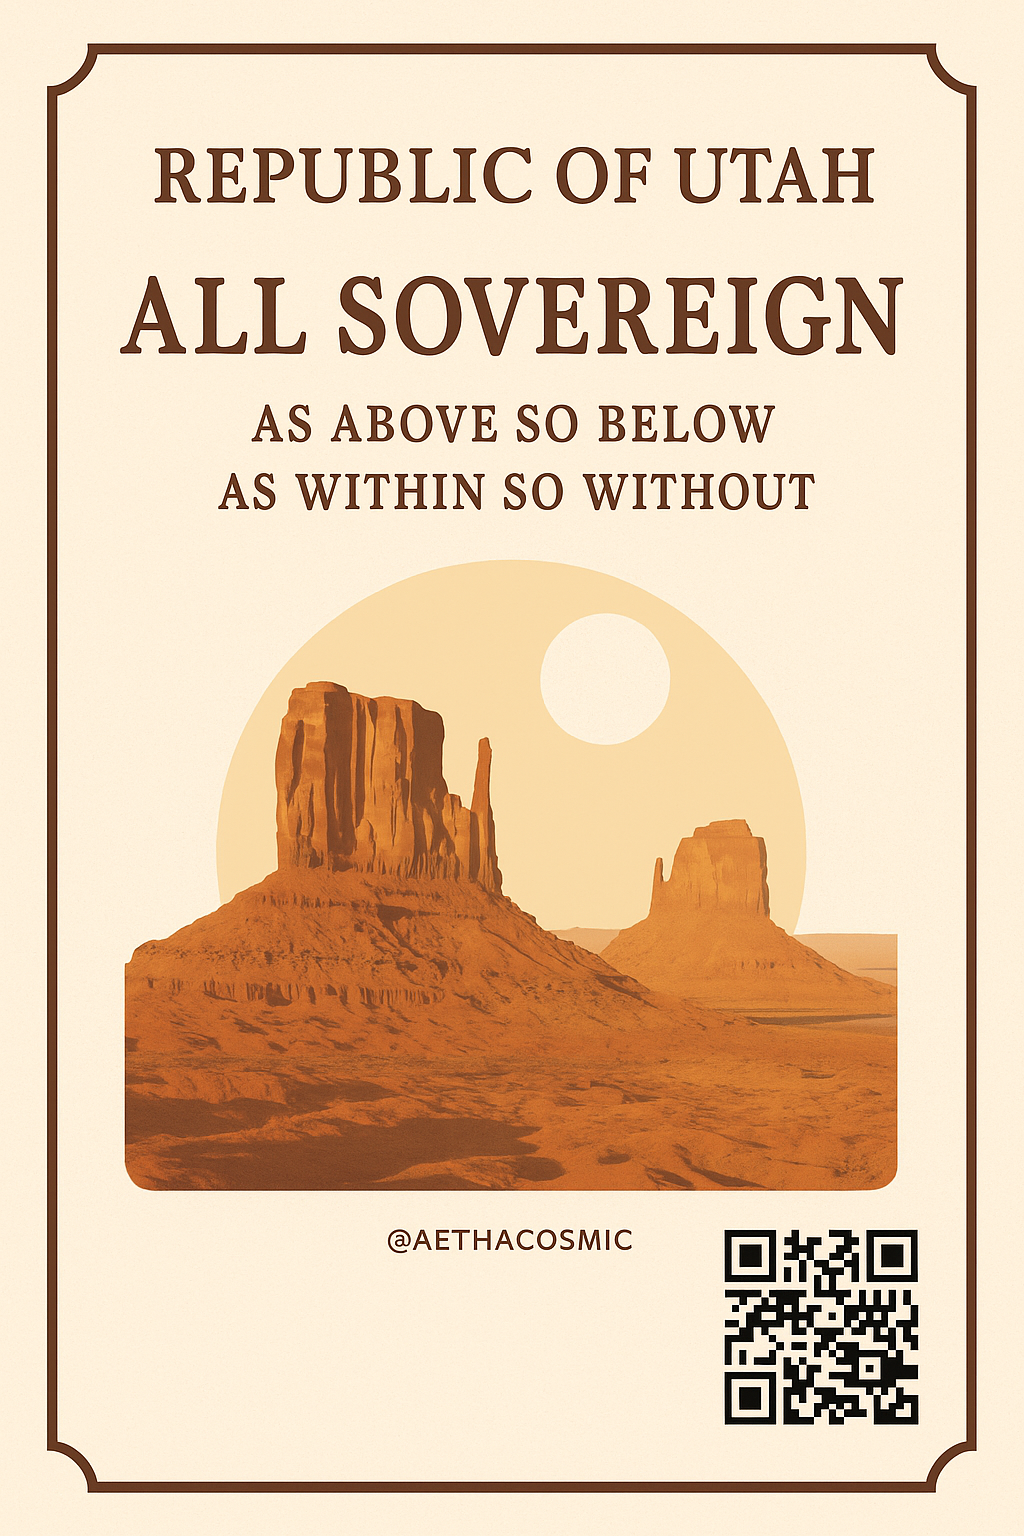 REPUBLIC OF UTAH
ALL SOVEREIGN
AS ABOVE SO BELOW
AS WITHIN SO WITHOUT
@AETHACOSMIC